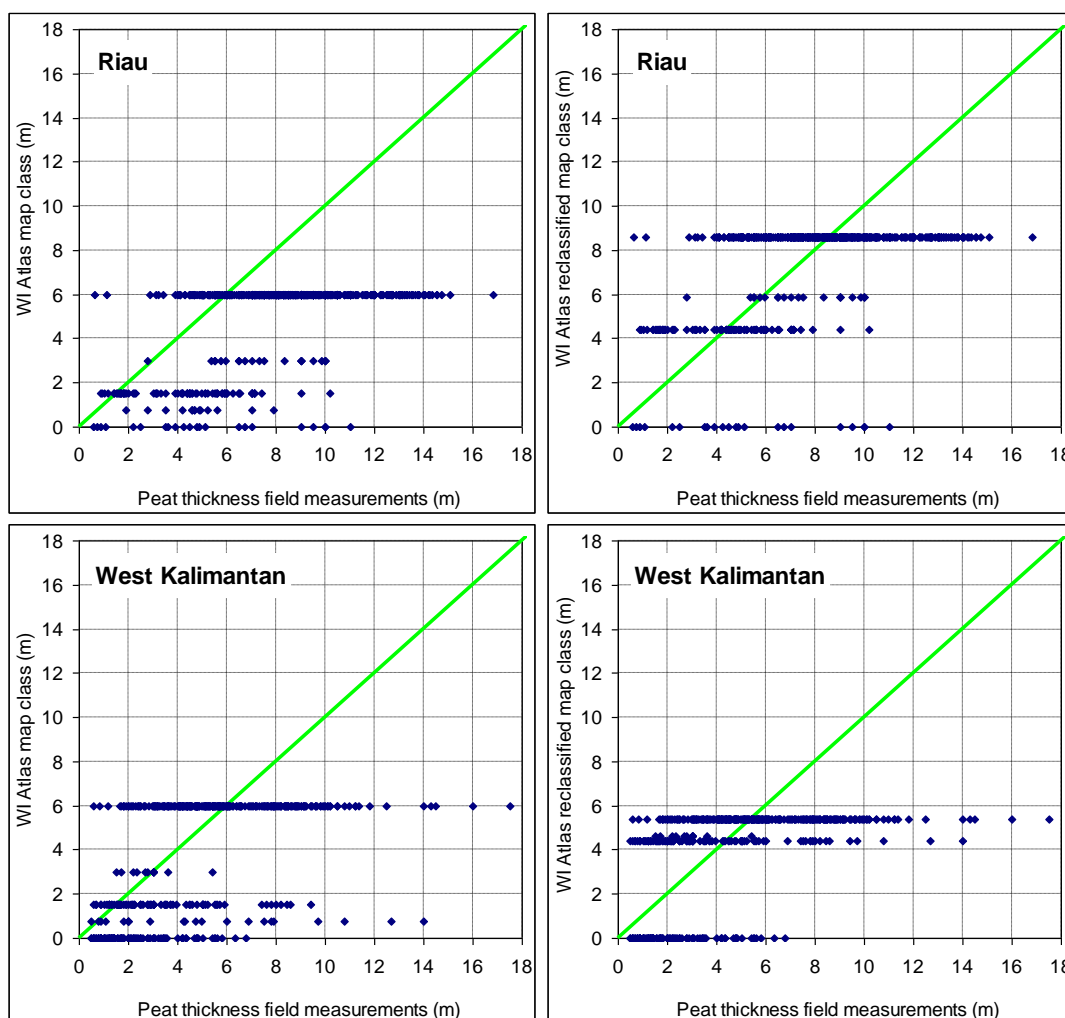 Riau
WI Atlas map class (m)
18
16
14
12
10
8
6
4
2
0
0 2 4 6 8 10 12 14 16 18
Peat thickness field measurements (m)
Riau
WI Atlas reclassified map class (m)
18
16
14
12
10
8
6
4
2
0
0 2 4 6 8 10 12 14 16 18
Peat thickness field measurements (m)
West Kalimantan
WI Atlas map class (m)
18
16
14
12
10
8
6
4
2
0
0 2 4 6 8 10 12 14 16 18
Peat thickness field measurements (m)
West Kalimantan
WI Atlas reclassified map class (m)
18
16
14
12
10
8
6
4
2
0
0 2 4 6 8 10 12 14 16 18
Peat thickness field measurements (m)